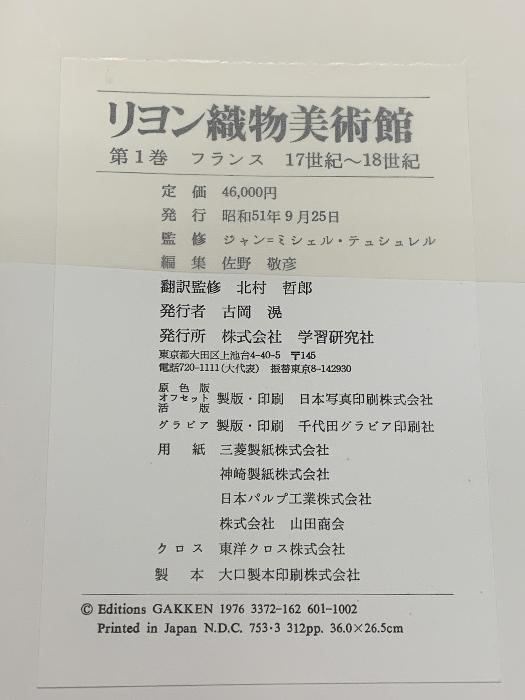 リヨン織物美術館
第1巻 フランス 17世紀～18世紀
定価 46,000円
発行 昭和51年9月25日
監修 ジャン=ミシェル・テュシュレル
編集 佐野 敬彦
翻訳監修 北村 哲郎
発行者 古岡 滉
発行所 株式会社 学習研究社
東京都大田区上池台4-40-5 〒145
電話720-1111(大代表) 振替東京8-142930
原色版
オフセット 製版・印刷 日本写真印刷株式会社
活版
グラビア 製版・印刷 千代田グラビア印刷社
用紙 三菱製紙株式会社
神崎製紙株式会社
日本パルプ工業株式会社
株式会社 山田商会
クロス 東洋クロス株式会社
製本 大口製本印刷株式会社
© Editions GAKKEN 1976 3372-162 601-1002
Printed in Japan N.D.C. 753・3 312pp. 36.0×26.5cm